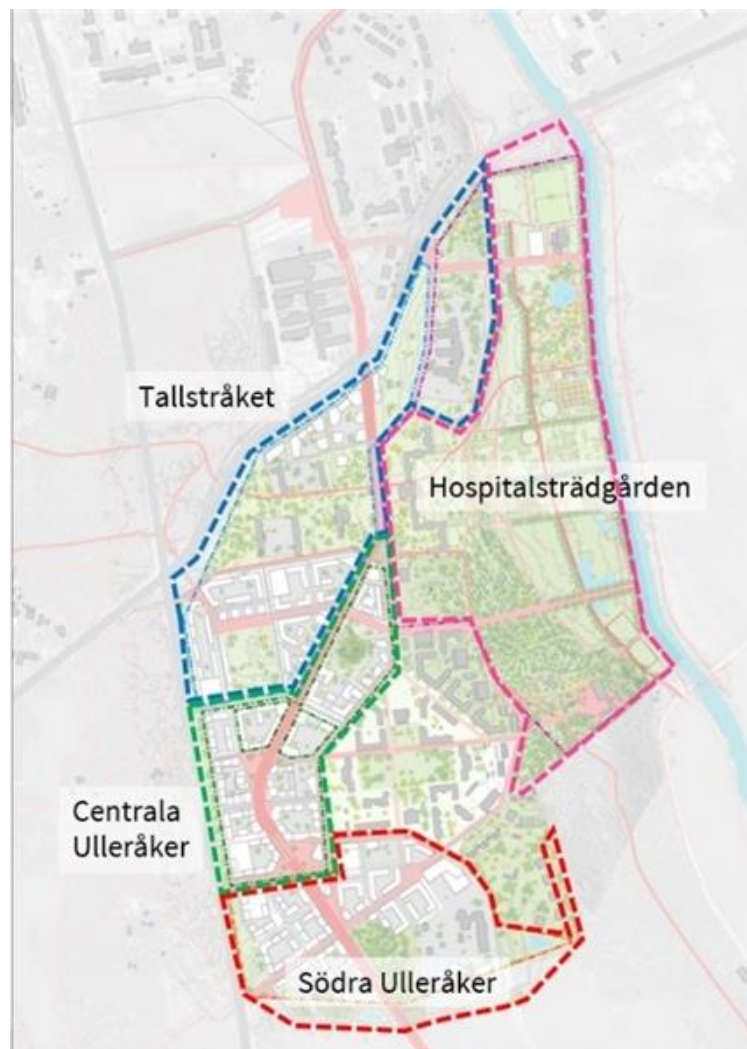 Tallstråket
Hospitalsträdgården
Centrala
Ulleråker
Södra Ulleråker